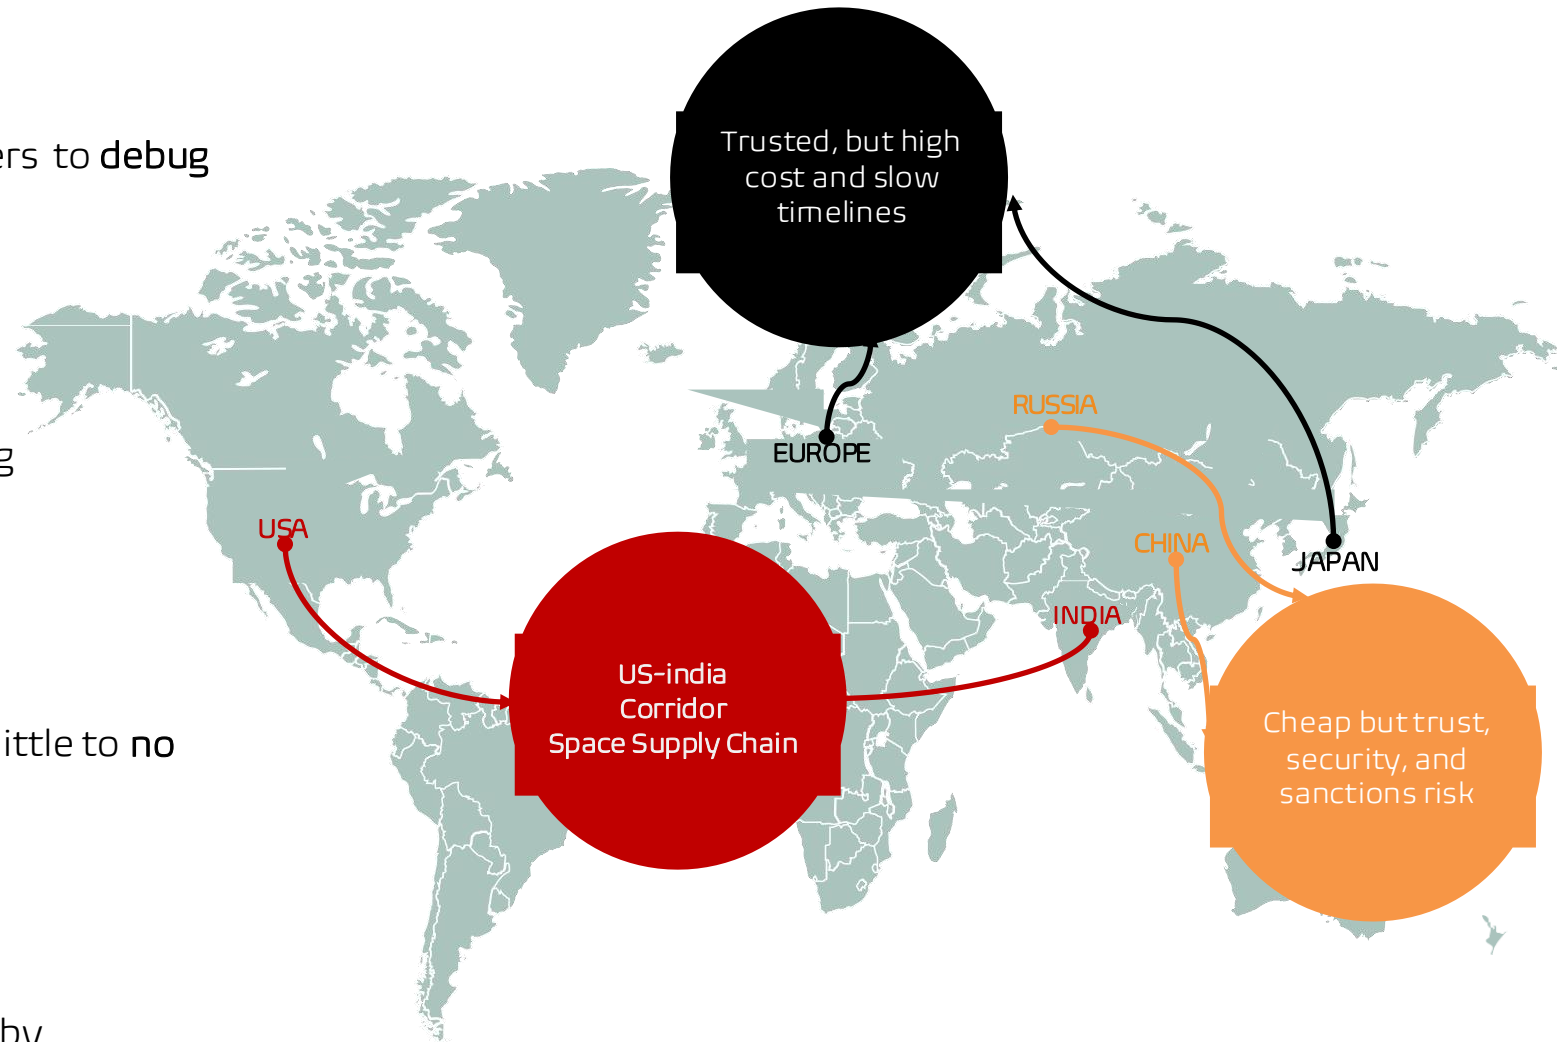 ers to debug
Trusted, but high
cost and slow
timelines
RUSSIA
EUROPE
g
USA
CHINA
JAPAN
INDIA
US-india
Corridor
Space Supply Chain
ittle to no
Cheap but trust,
security, and
sanctions risk
by